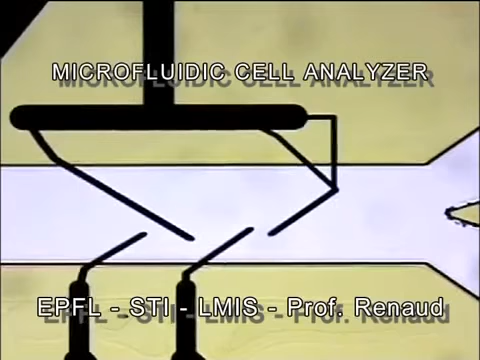 MICROFLUIDIC CELL ANALYZER
EPFL - STI - LMIS - Prof. Renaud